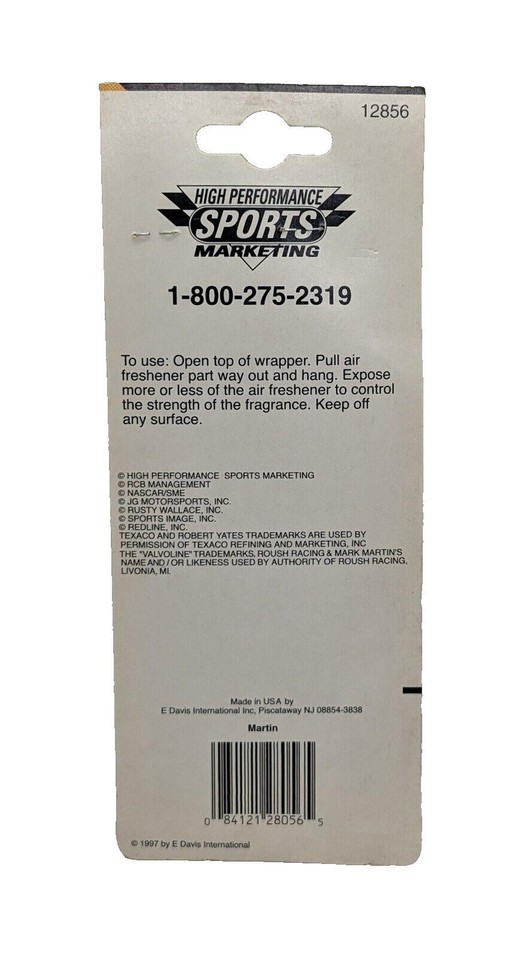 12856
HIGH PERFORMANCE
SPORTS
MARKETING
1-800-275-2319
To use: Open top of wrapper. Pull air
freshener part way out and hang. Expose
more or less of the air freshener to control
the strength of the fragrance. Keep off
any surface.
© HIGH PERFORMANCE SPORTS MARKETING
© RCB MANAGEMENT
© NASCAR/SME
© JG MOTORSPORTS, INC.
© RUSTY WALLACE, INC.
© SPORTS IMAGE, INC.
© REDLINE, INC.
TEXACO AND ROBERT YATES TRADEMARKS ARE USED BY
PERMISSION OF TEXACO REFINING AND MARKETING, INC
THE "VALVOLINE" TRADEMARKS, ROUSH RACING & MARK MARTIN'S
NAME AND / OR LIKENESS USED BY AUTHORITY OF ROUSH RACING,
LIVONIA, MI.
Made in USA by
E Davis International Inc, Piscataway NJ 08854-3838
Martin
0 84121 28056 5
© 1997 by E Davis International